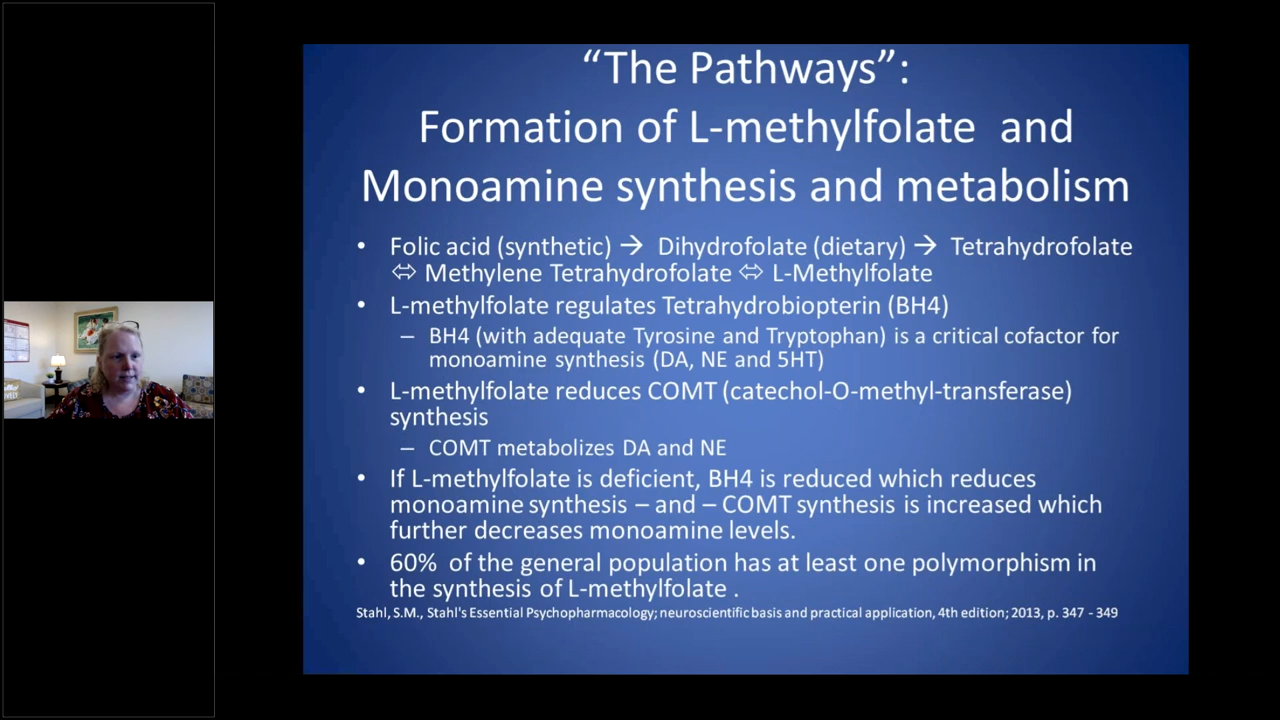 “The Pathways”:
Formation of L-methylfolate and
Monoamine synthesis and metabolism
• Folic acid (synthetic) → Dihydrofolate (dietary) → Tetrahydrofolate
⬄ Methylene Tetrahydrofolate ⬄ L-Methylfolate
• L-methylfolate regulates Tetrahydrobiopterin (BH4)
– BH4 (with adequate Tyrosine and Tryptophan) is a critical cofactor for
monoamine synthesis (DA, NE and 5HT)
• L-methylfolate reduces COMT (catechol-O-methyl-transferase)
synthesis
– COMT metabolizes DA and NE
• If L-methylfolate is deficient, BH4 is reduced which reduces
monoamine synthesis – and – COMT synthesis is increased which
further decreases monoamine levels.
• 60% of the general population has at least one polymorphism in
the synthesis of L-methylfolate .
Stahl, S.M., Stahl's Essential Psychopharmacology; neuroscientific basis and practical application, 4th edition; 2013, p. 347 - 349